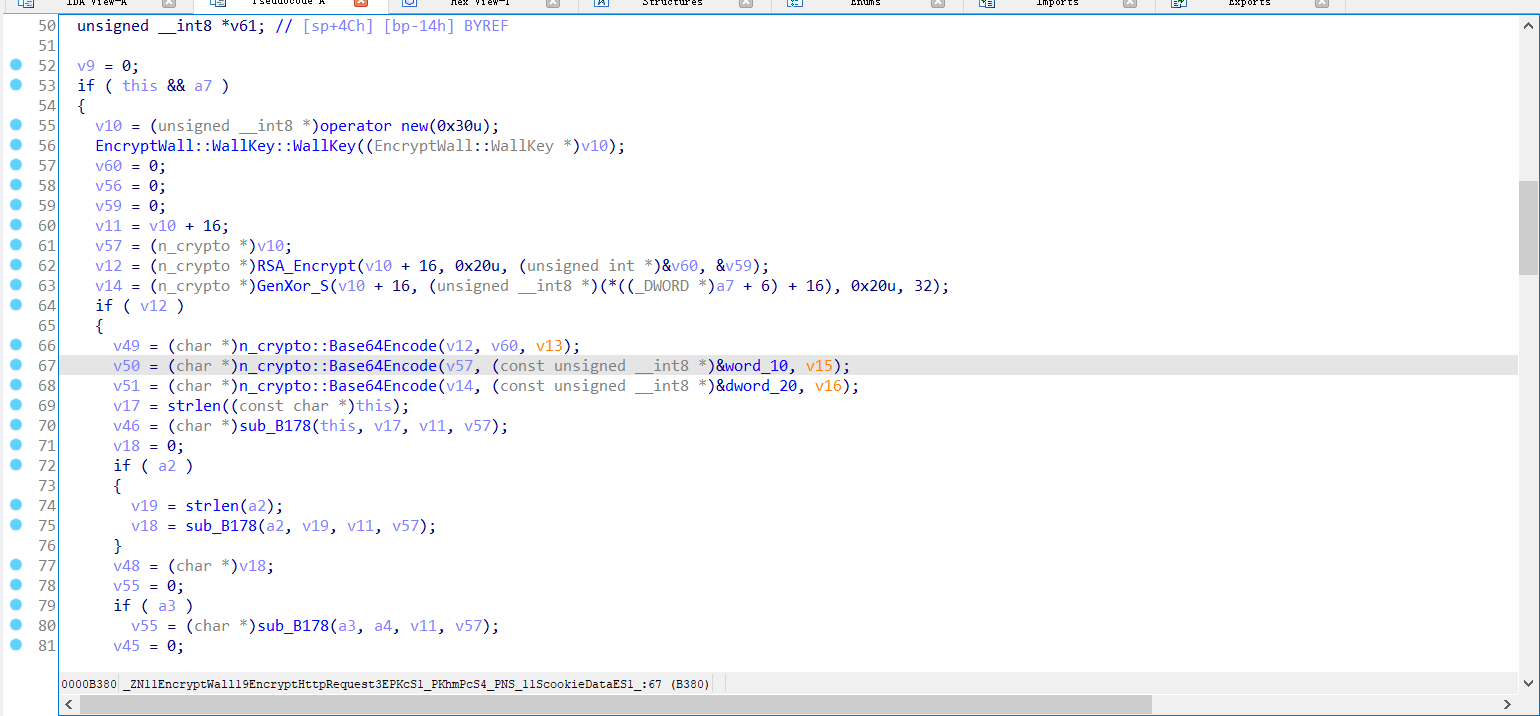 IDA View-A Pseudocode-A Hex View-1 Structures Enums Imports Exports
50 unsigned __int8 *v61; // [sp+4Ch] [bp-14h] BYREF
51
52 v9 = 0;
53 if ( this && a7 )
54 {
55 v10 = (unsigned __int8 *)operator new(0x30u);
56 EncryptWall::WallKey::WallKey((EncryptWall::WallKey *)v10);
57 v60 = 0;
58 v56 = 0;
59 v59 = 0;
60 v11 = v10 + 16;
61 v57 = (n_crypto *)v10;
62 v12 = (n_crypto *)RSA_Encrypt(v10 + 16, 0x20u, (unsigned int *)&v60, &v59);
63 v14 = (n_crypto *)GenXor_S(v10 + 16, (unsigned __int8 *)(*((_DWORD *)a7 + 6) + 16), 0x20u, 32);
64 if ( v12 )
65 {
66 v49 = (char *)n_crypto::Base64Encode(v12, v60, v13);
67 v50 = (char *)n_crypto::Base64Encode(v57, (const unsigned __int8 *)&word_10, v15);
68 v51 = (char *)n_crypto::Base64Encode(v14, (const unsigned __int8 *)&dword_20, v16);
69 v17 = strlen((const char *)this);
70 v46 = (char *)sub_B178(this, v17, v11, v57);
71 v18 = 0;
72 if ( a2 )
73 {
74 v19 = strlen(a2);
75 v18 = sub_B178(a2, v19, v11, v57);
76 }
77 v48 = (char *)v18;
78 v55 = 0;
79 if ( a3 )
80 v55 = (char *)sub_B178(a3, a4, v11, v57);
81 v45 = 0;
0000B380 _ZN11EncryptWall19EncryptHttpRequest3EPKcS1_PKhmPcS4_PNS_11ScookieDataES1_:67 (B380)